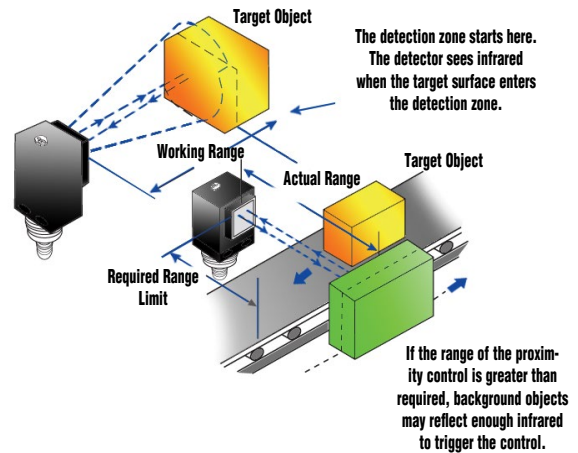 Target Object
The detection zone starts here.
The detector sees infrared
when the target surface enters
the detection zone.
Working Range
Target Object
Actual Range
Required Range
Limit
If the range of the proxim-
ity control is greater than
required, background objects
may reflect enough infrared
to trigger the control.